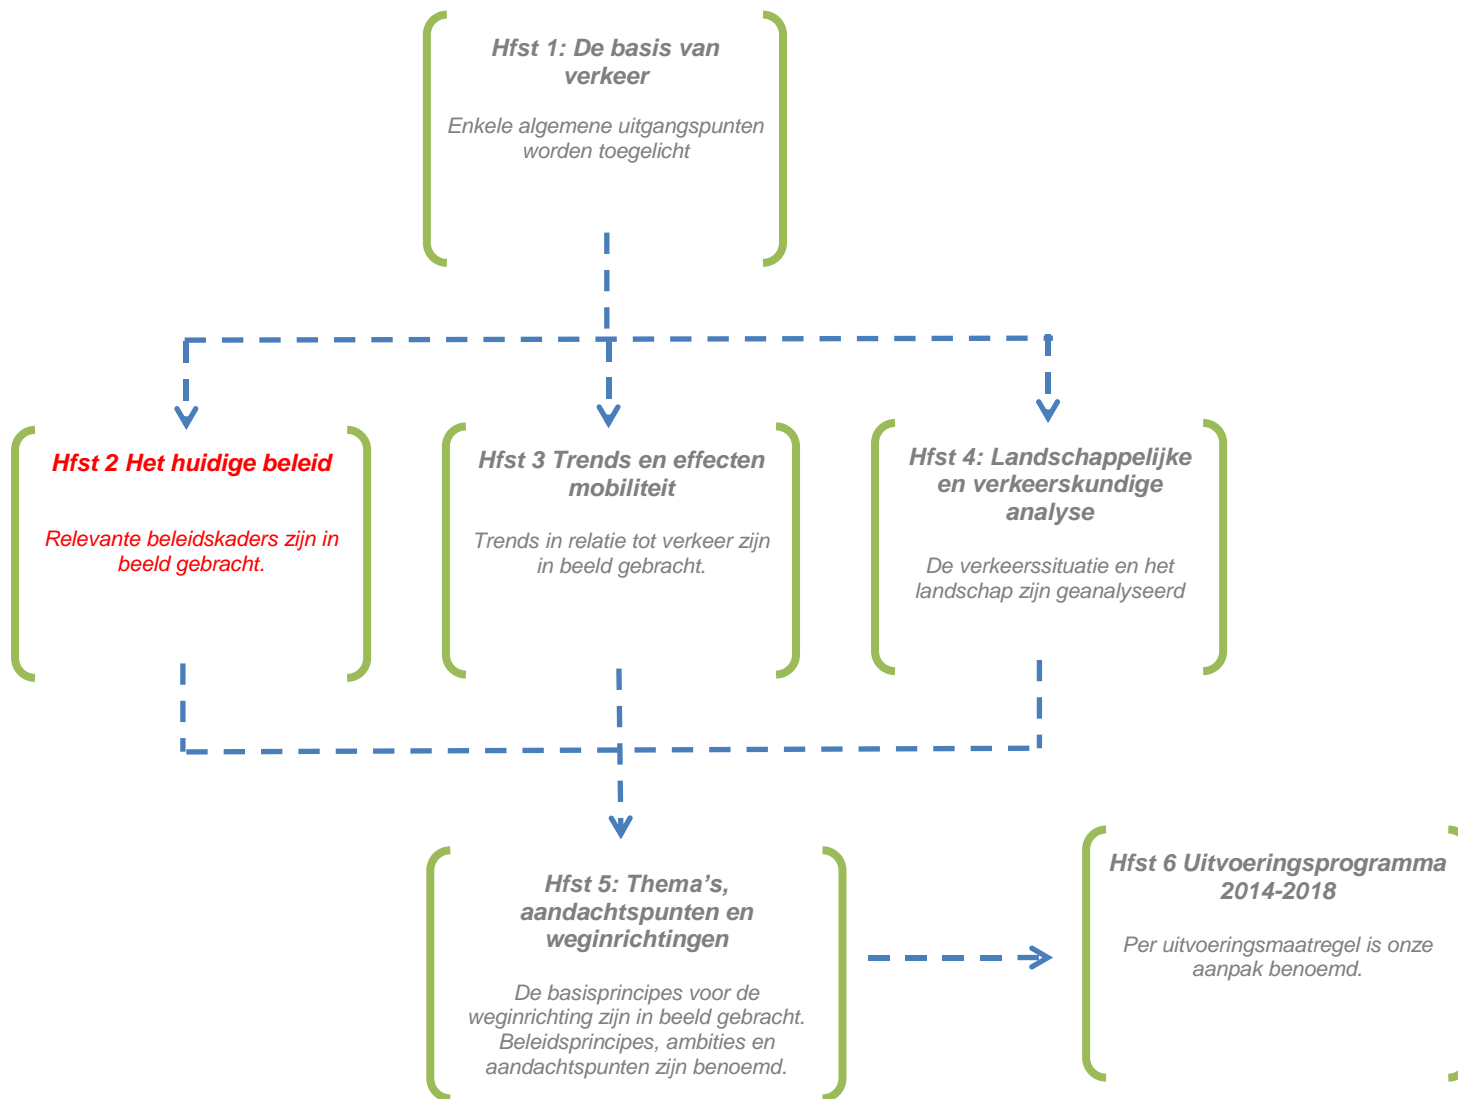 Hfst 1: De basis van
verkeer
Enkele algemene uitgangspunten
worden toegelicht
Hfst 2 Het huidige beleid
Relevante beleidskaders zijn in
beeld gebracht.
Hfst 3 Trends en effecten
mobiliteit
Trends in relatie tot verkeer zijn
in beeld gebracht.
Hfst 4: Landschappelijke
en verkeerskundige
analyse
De verkeerssituatie en het
landschap zijn geanalyseerd
Hfst 5: Thema’s,
aandachtspunten en
weginrichtingen
De basisprincipes voor de
weginrichting zijn in beeld gebracht.
Beleidsprincipes, ambities en
aandachtspunten zijn benoemd.
Hfst 6 Uitvoeringsprogramma
2014-2018
Per uitvoeringsmaatregel is onze
aanpak benoemd.